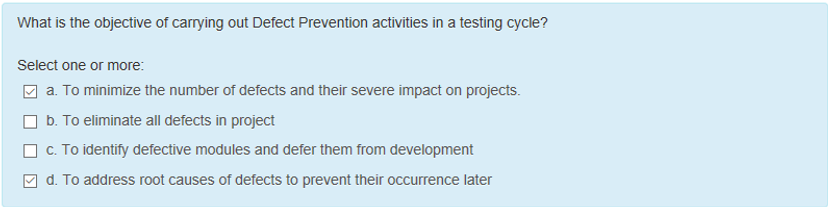 What is the objective of carrying out Defect Prevention activities in a testing cycle?
Select one or more:
a. To minimize the number of defects and their severe impact on projects.
b. To eliminate all defects in project
c. To identify defective modules and defer them from development
d. To address root causes of defects to prevent their occurrence later